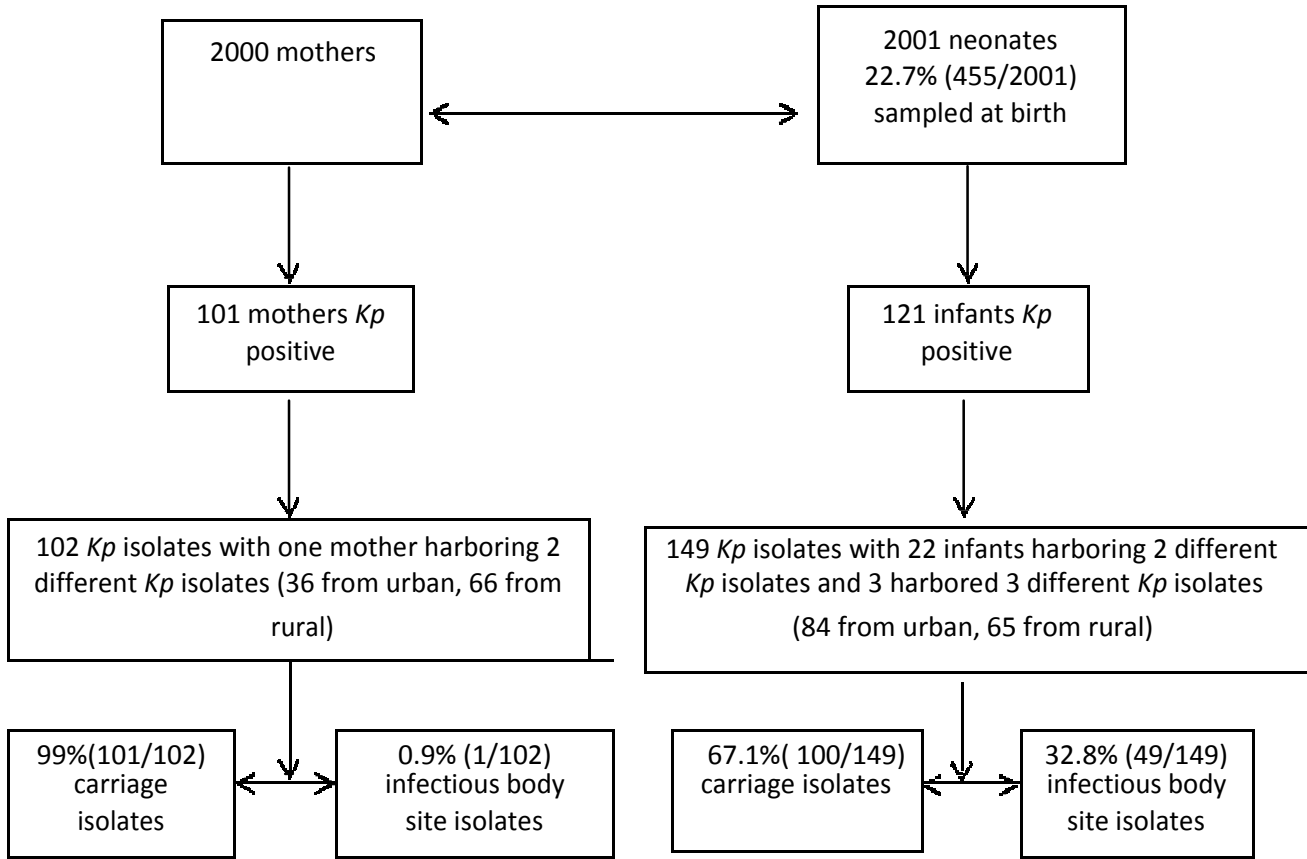 2000 mothers
2001 neonates
22.7% (455/2001)
sampled at birth
101 mothers Kp
positive
121 infants Kp
positive
102 Kp isolates with one mother harboring 2
different Kp isolates (36 from urban, 66 from
rural)
149 Kp isolates with 22 infants harboring 2 different
Kp isolates and 3 harbored 3 different Kp isolates
(84 from urban, 65 from rural)
99%(101/102)
carriage
isolates
0.9% (1/102)
infectious body
site isolates
67.1%( 100/149)
carriage isolates
32.8% (49/149)
infectious body
site isolates